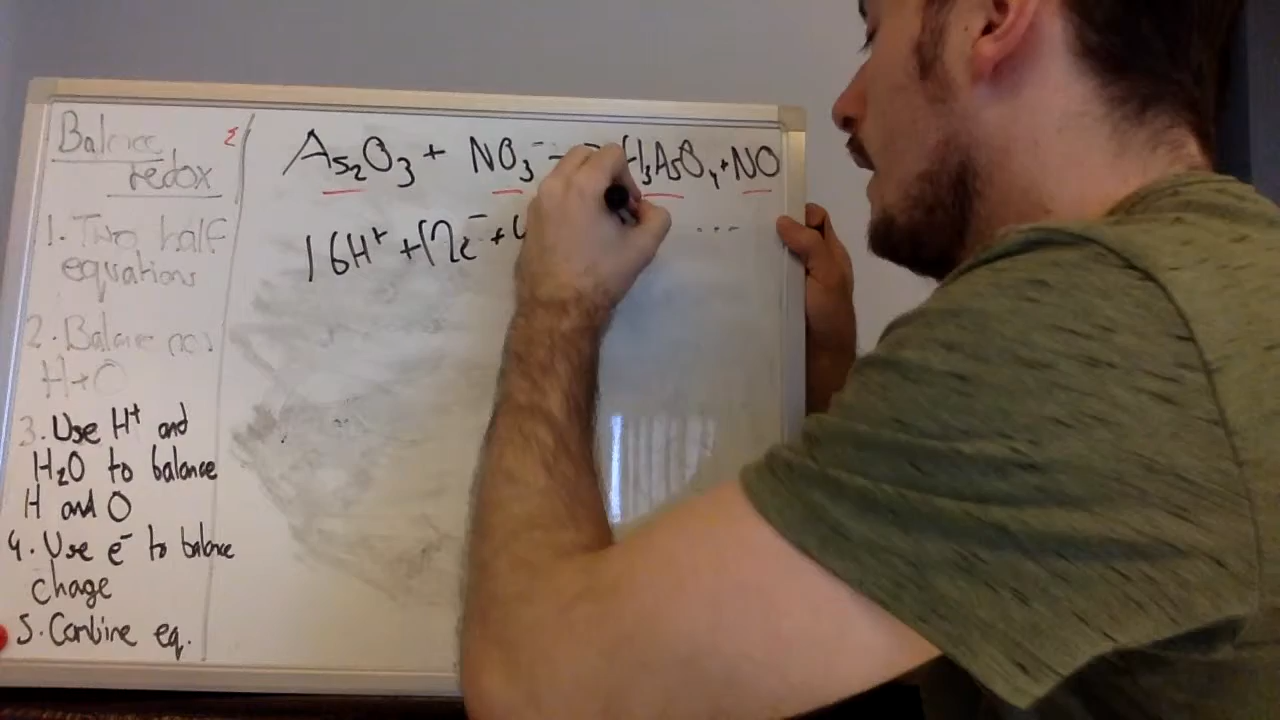 Balance
redox
1. Two half
equations
2. Balance no
H+O
3. Use H⁺ and
H₂O to balance
H and O
4. Use e⁻ to balance
chage
5. Combine eq.
As₂O₃ + NO₃⁻ H₃AsO₄ + NO
16H⁺ + 12e⁻ + ...